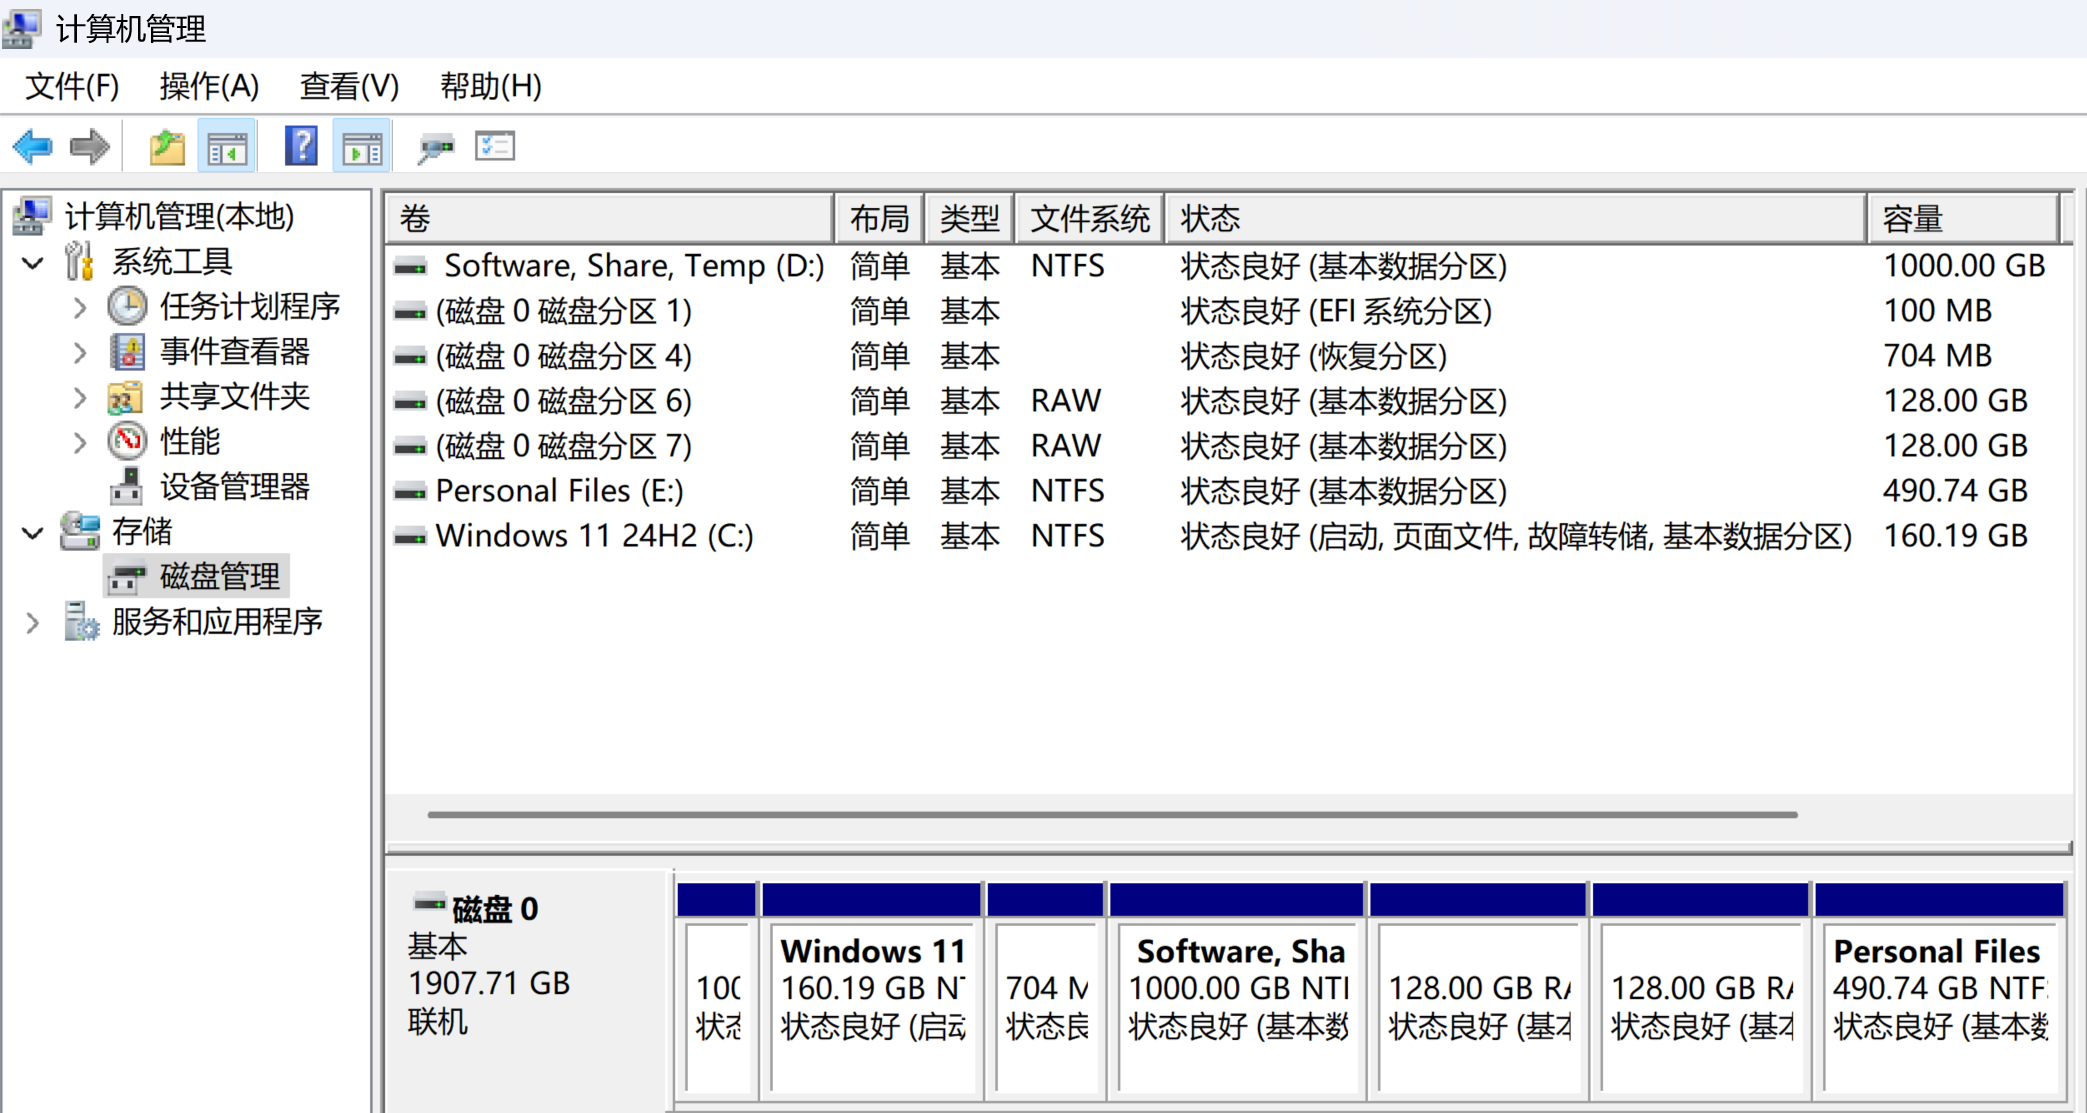 计算机管理
文件(F) 操作(A) 查看(V) 帮助(H)
计算机管理(本地)
系统工具
任务计划程序
事件查看器
共享文件夹
性能
设备管理器
存储
磁盘管理
服务和应用程序
卷 布局 类型 文件系统 状态 容量
Software, Share, Temp (D:) 简单 基本 NTFS 状态良好 (基本数据分区) 1000.00 GB
(磁盘 0 磁盘分区 1) 简单 基本 状态良好 (EFI 系统分区) 100 MB
(磁盘 0 磁盘分区 4) 简单 基本 状态良好 (恢复分区) 704 MB
(磁盘 0 磁盘分区 6) 简单 基本 RAW 状态良好 (基本数据分区) 128.00 GB
(磁盘 0 磁盘分区 7) 简单 基本 RAW 状态良好 (基本数据分区) 128.00 GB
Personal Files (E:) 简单 基本 NTFS 状态良好 (基本数据分区) 490.74 GB
Windows 11 24H2 (C:) 简单 基本 NTFS 状态良好 (启动, 页面文件, 故障转储, 基本数据分区) 160.19 GB
磁盘 0
基本
1907.71 GB
联机
100
状态
Windows 11
160.19 GB NT
状态良好 (启动
704 M
状态良
Software, Sha
1000.00 GB NTF
状态良好 (基本数
128.00 GB RA
状态良好 (基本
128.00 GB RA
状态良好 (基本
Personal Files
490.74 GB NTFS
状态良好 (基本数